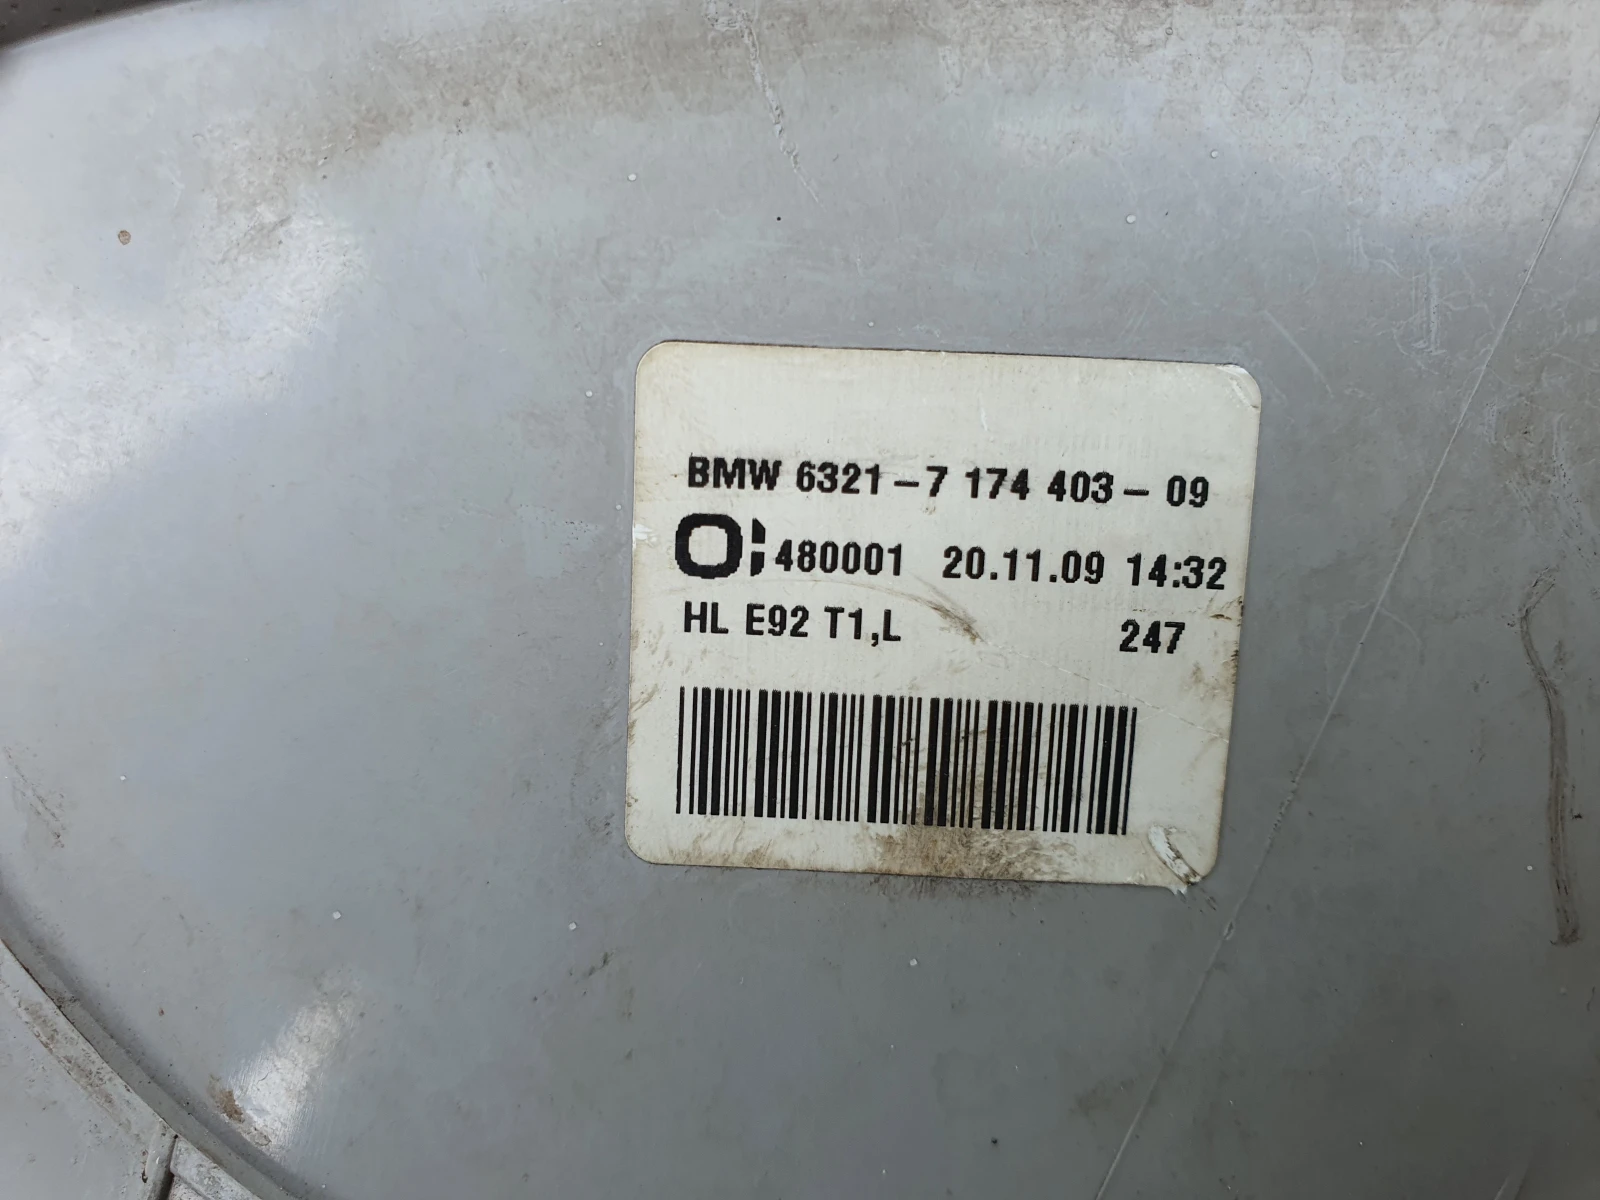 BMW 6321-7 174 403-09
480001 20.11.09 14:32
HL E92 T1,L 247